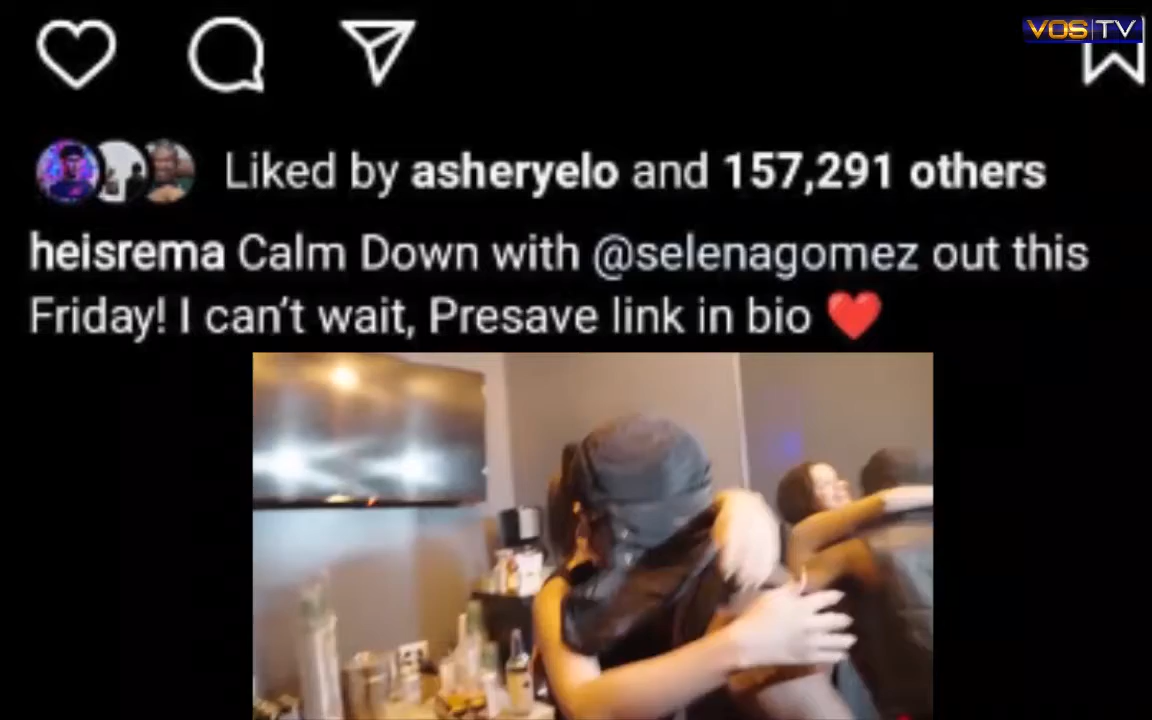 VOS TV
Liked by asheryelo and 157,291 others
heisrema Calm Down with @selenagomez out this
Friday! I can't wait, Presave link in bio ❤️